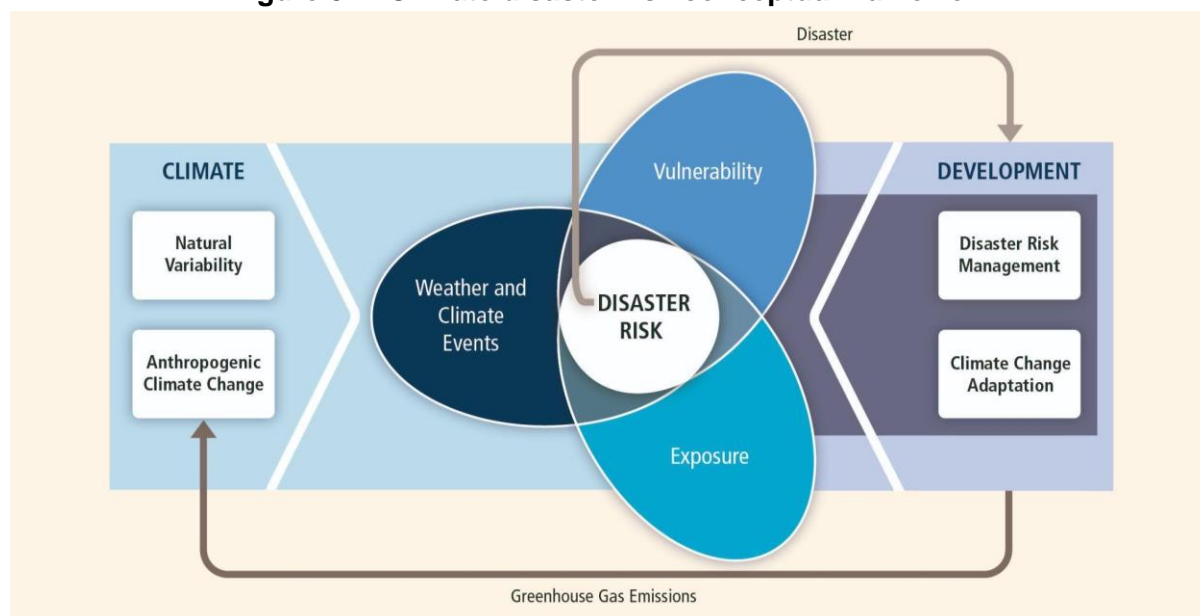 Disaster
CLIMATE
Natural
Variability
Anthropogenic
Climate Change
Weather and
Climate
Events
Vulnerability
DISASTER
RISK
Exposure
DEVELOPMENT
Disaster Risk
Management
Climate Change
Adaptation
Greenhouse Gas Emissions